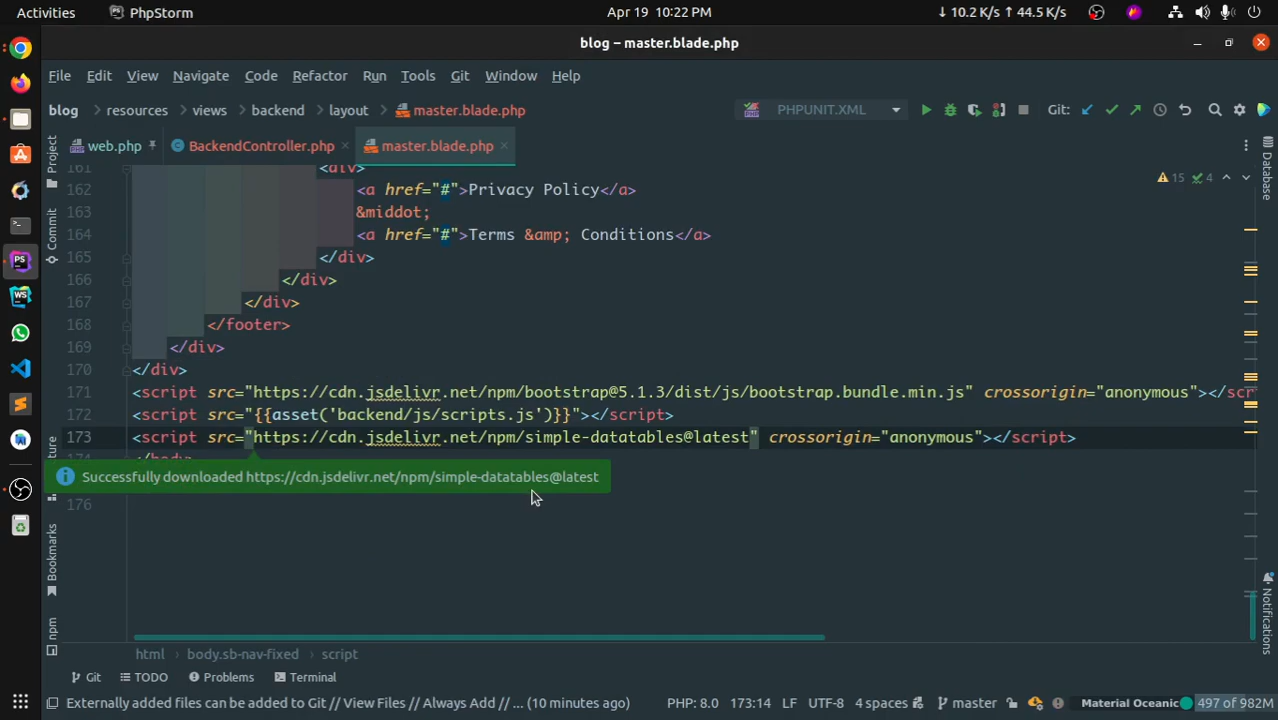 Activities PhpStorm Apr 19 10:22 PM ↓ 10.2 K/s ↑ 44.5 K/s
blog – master.blade.php
File Edit View Navigate Code Refactor Run Tools Git Window Help
blog resources views backend layout master.blade.php PHPUNIT.XML Git:
web.php BackendController.php master.blade.php
Project
Commit
Bookmarks
npm
Database
Notifications
15 4
161 <div>
162 <a href="#">Privacy Policy</a>
163 &middot;
164 <a href="#">Terms &amp; Conditions</a>
165 </div>
166 </div>
167 </div>
168 </footer>
169 </div>
170 </div>
171 <script src="https://cdn.jsdelivr.net/npm/bootstrap@5.1.3/dist/js/bootstrap.bundle.min.js" crossorigin="anonymous"></scr
172 <script src="{{asset('backend/js/scripts.js')}}"></script>
173 <script src="https://cdn.jsdelivr.net/npm/simple-datatables@latest" crossorigin="anonymous"></script>
Successfully downloaded https://cdn.jsdelivr.net/npm/simple-datatables@latest
176
html body.sb-nav-fixed script
Git TODO Problems Terminal
Externally added files can be added to Git // View Files // Always Add // ... (10 minutes ago) PHP: 8.0 173:14 LF UTF-8 4 spaces master Material Oceanic 497 of 982M